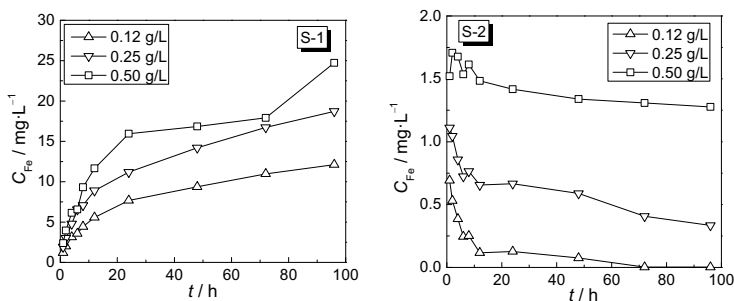 S-1
0.12 g/L
0.25 g/L
0.50 g/L
35
30
25
20
15
10
5
0
C_Fe / mg·L⁻¹
0 20 40 60 80 100
t / h
S-2
0.12 g/L
0.25 g/L
0.50 g/L
2.0
1.5
1.0
0.5
0.0
C_Fe / mg·L⁻¹
0 20 40 60 80 100
t / h